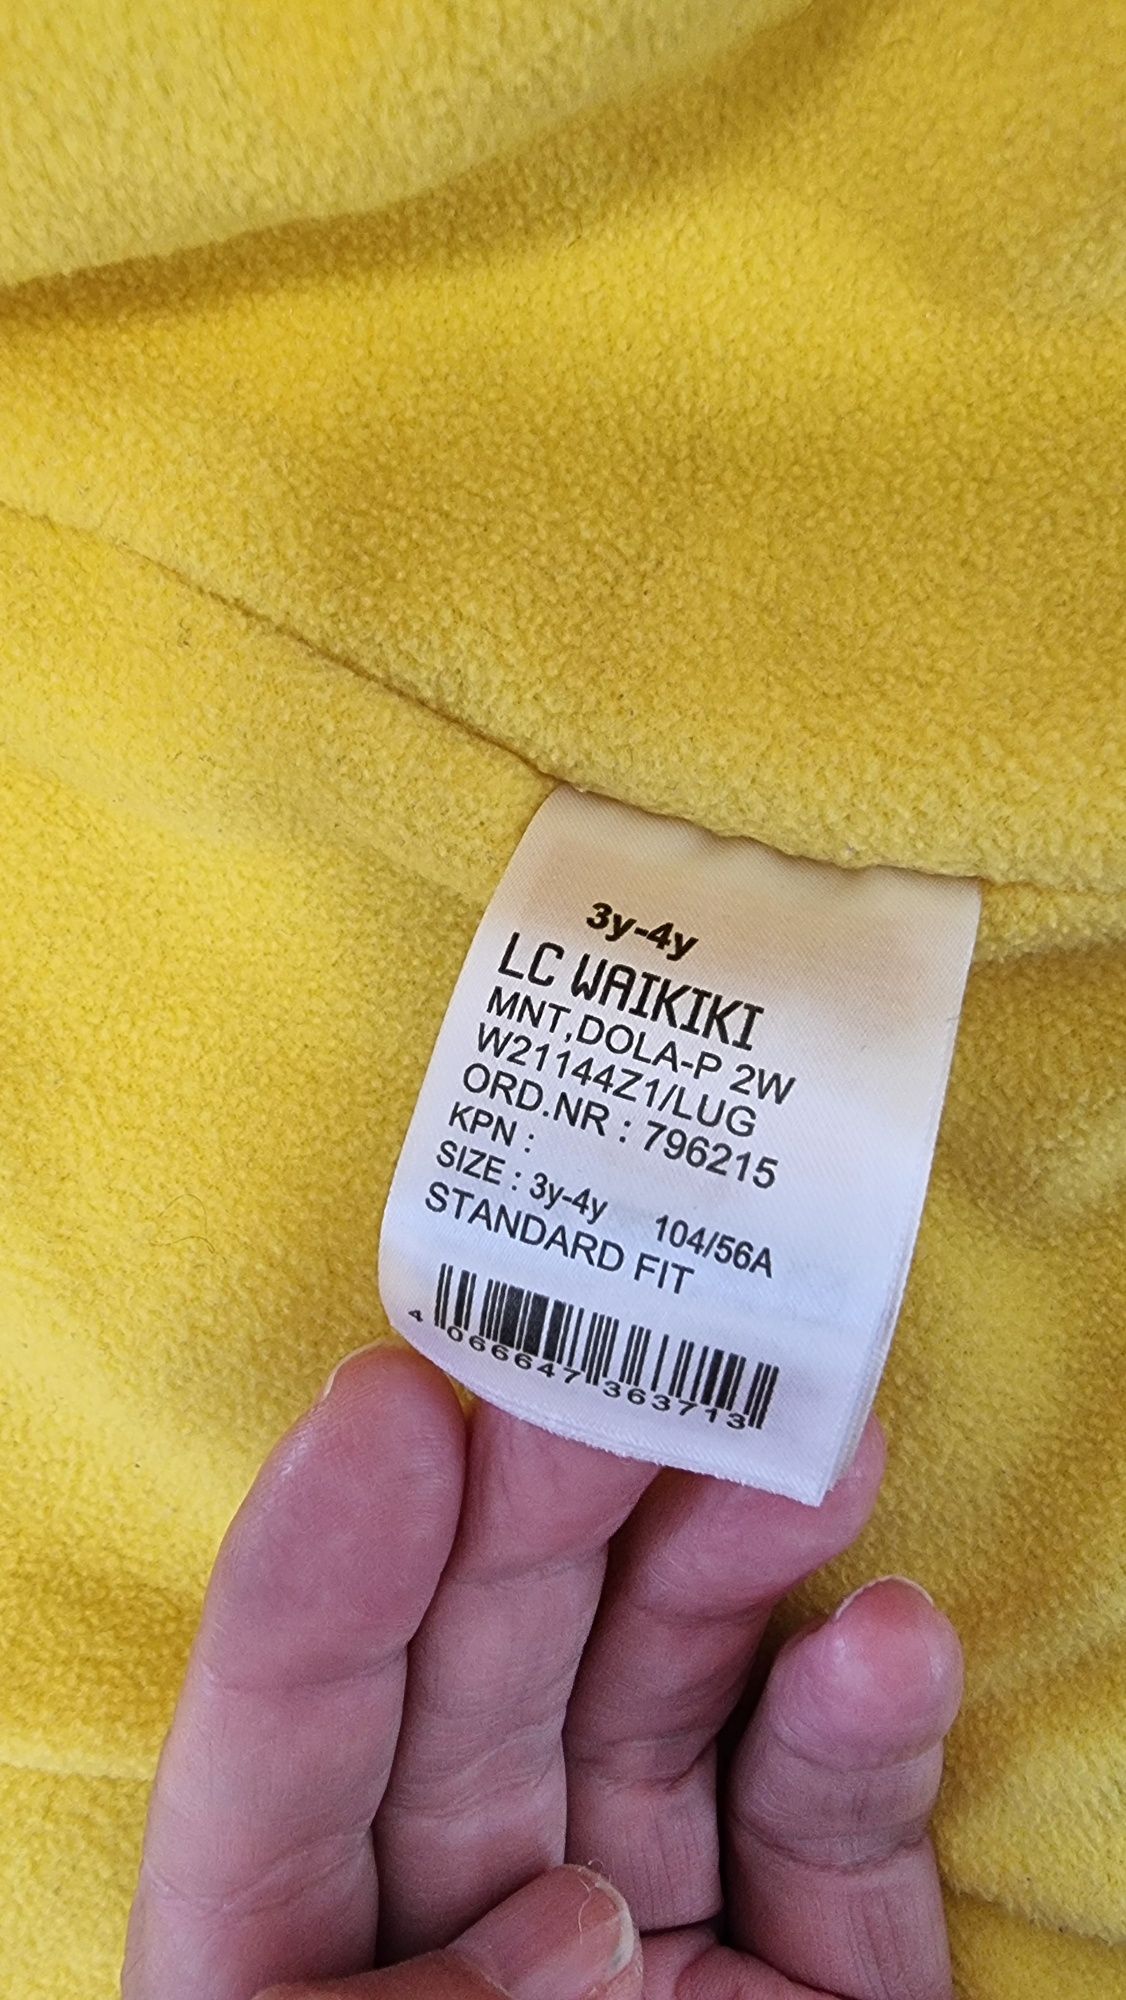 3y-4y
LC WAIKIKI
MNT,DOLA-P 2W
W21144Z1/LUG
ORD.NR : 796215
KPN :
SIZE : 3y-4y 104/56A
STANDARD FIT
4 066647 363713